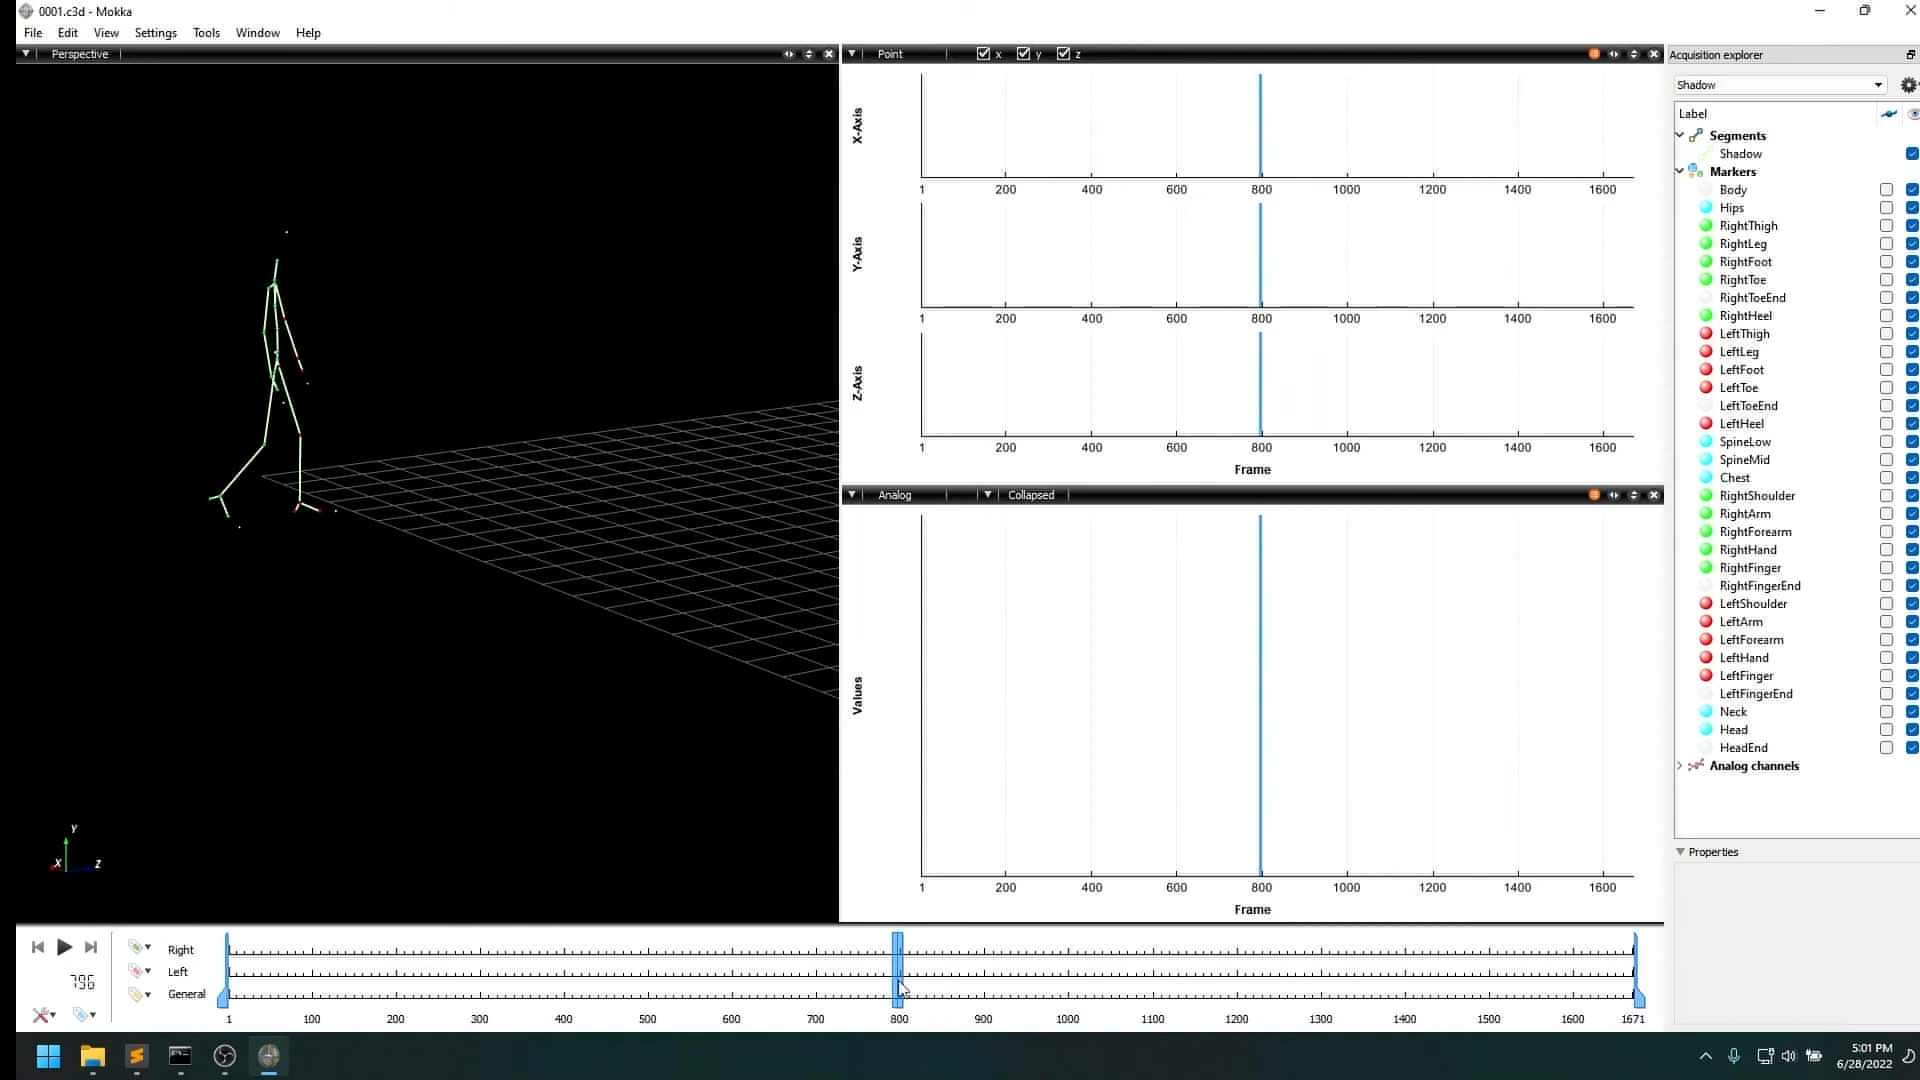 0001.c3d - Mokka
File Edit View Settings Tools Window Help
Perspective
Point x y z
Acquisition explorer
Shadow
Label
Segments
Shadow
Markers
Body
Hips
RightThigh
RightLeg
RightFoot
RightToe
RightToeEnd
RightHeel
LeftThigh
LeftLeg
LeftFoot
LeftToe
LeftToeEnd
LeftHeel
SpineLow
SpineMid
Chest
RightShoulder
RightArm
RightForearm
RightHand
RightFinger
RightFingerEnd
LeftShoulder
LeftArm
LeftForearm
LeftHand
LeftFinger
LeftFingerEnd
Neck
Head
HeadEnd
Analog channels
Properties
X-Axis
1 200 400 600 800 1000 1200 1400 1600
Y-Axis
1 200 400 600 800 1000 1200 1400 1600
Z-Axis
1 200 400 600 800 1000 1200 1400 1600
Frame
Analog Collapsed
Values
1 200 400 600 800 1000 1200 1400 1600
Frame
Y
X Z
Right
Left
796
General
1 100 200 300 400 500 600 700 800 900 1000 1100 1200 1300 1400 1500 1600 1671
5:01 PM
6/28/2022